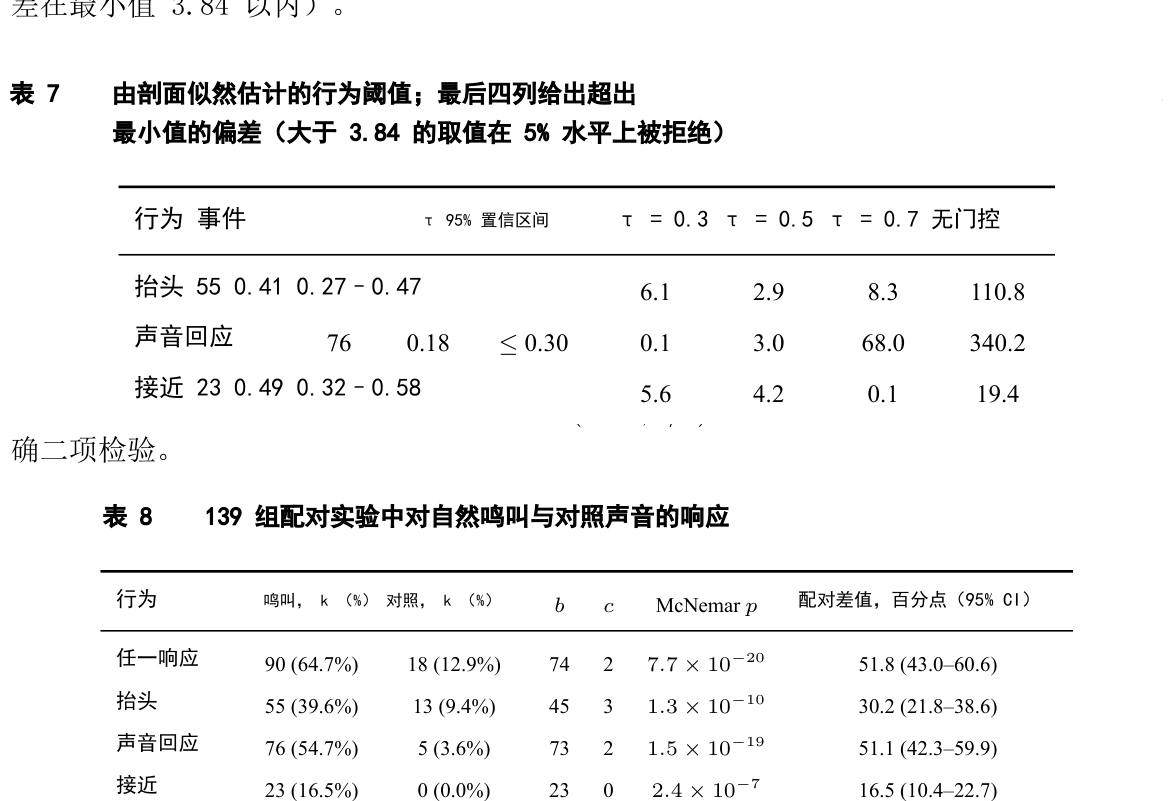 差在最小值 3.84 以内）。
表 7 由剖面似然估计的行为阈值；最后四列给出超出
最小值的偏差（大于 3.84 的取值在 5% 水平上被拒绝）
行为 事件 τ 95% 置信区间 τ = 0.3 τ = 0.5 τ = 0.7 无门控
抬头 55 0.41 0.27–0.47 6.1 2.9 8.3 110.8
声音回应 76 0.18 ≤ 0.30 0.1 3.0 68.0 340.2
接近 23 0.49 0.32–0.58 5.6 4.2 0.1 19.4
确二项检验。
表 8 139 组配对实验中对自然鸣叫与对照声音的响应
行为 鸣叫， k （%） 对照， k （%） b c McNemar p 配对差值，百分点（95% CI）
任一响应 90 (64.7%) 18 (12.9%) 74 2 7.7 × 10⁻²⁰ 51.8 (43.0–60.6)
抬头 55 (39.6%) 13 (9.4%) 45 3 1.3 × 10⁻¹⁰ 30.2 (21.8–38.6)
声音回应 76 (54.7%) 5 (3.6%) 73 2 1.5 × 10⁻¹⁹ 51.1 (42.3–59.9)
接近 23 (16.5%) 0 (0.0%) 23 0 2.4 × 10⁻⁷ 16.5 (10.4–22.7)